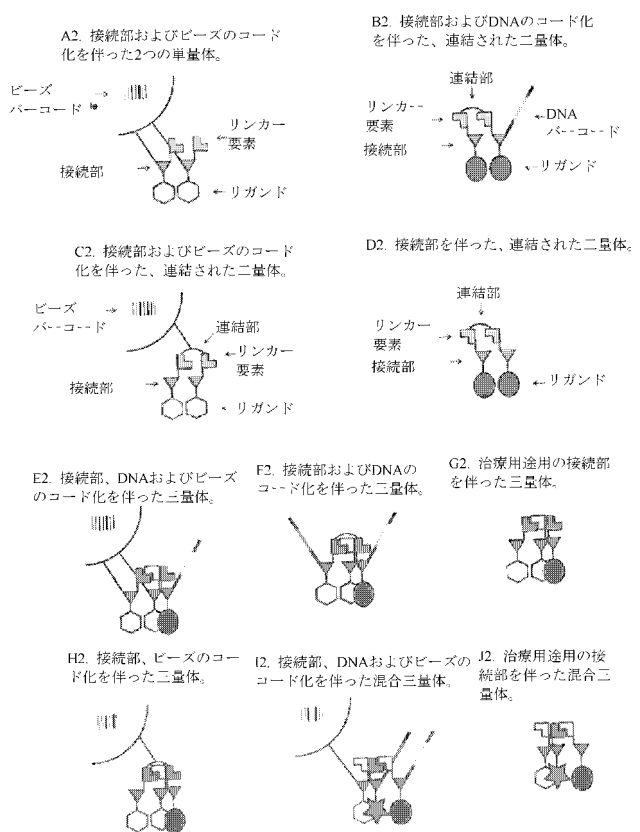 A2. 接続部およびビーズのコード
化を伴った2つの単量体。
ビーズ
バーコード
リンカー
要素
接続部
リガンド
B2. 接続部およびDNAのコード化
を伴った、連結された二量体。
連結部
リンカー
要素
接続部
DNA
バーコード
リガンド
C2. 接続部およびビーズのコード
化を伴った、連結された二量体。
ビーズ
バーコード
連結部
リンカー
要素
接続部
リガンド
D2. 接続部を伴った、連結された二量体。
連結部
リンカー
要素
接続部
リガンド
E2. 接続部、DNAおよびビーズ
のコード化を伴った三量体。
F2. 接続部およびDNAの
コード化を伴った三量体。
G2. 治療用途用の接続部
を伴った三量体。
H2. 接続部、ビーズのコー
ド化を伴った三量体。
I2. 接続部、DNAおよびビーズの
コード化を伴った混合三量体。
J2. 治療用途用の接
続部を伴った混合三
量体。